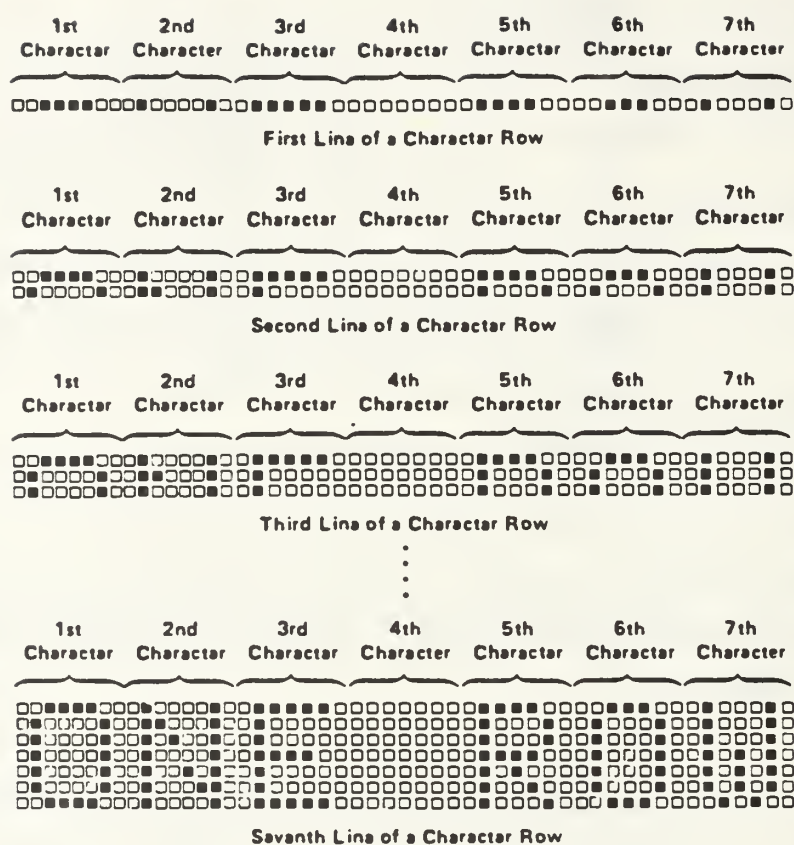 1st 2nd 3rd 4th 5th 6th 7th
Character Character Character Character Character Character Character
First Line of a Character Row
1st 2nd 3rd 4th 5th 6th 7th
Character Character Character Character Character Character Character
Second Line of a Character Row
1st 2nd 3rd 4th 5th 6th 7th
Character Character Character Character Character Character Character
Third Line of a Character Row
1st 2nd 3rd 4th 5th 6th 7th
Character Character Character Character Character Character Character
Seventh Line of a Character Row